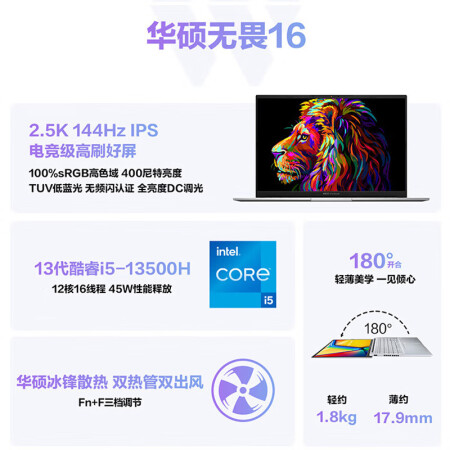 华硕无畏16
2.5K 144Hz IPS
电竞级高刷好屏
100%sRGB高色域 400尼特亮度
TUV低蓝光 无频闪认证 全亮度DC调光
13代酷睿i5-13500H
12核16线程 45W性能释放
intel
CORE
i5
180°开合
轻薄美学 一见倾心
180°
轻约
1.8kg
薄约
17.9mm
华硕冰锋散热 双热管双出风
Fn+F三档调节